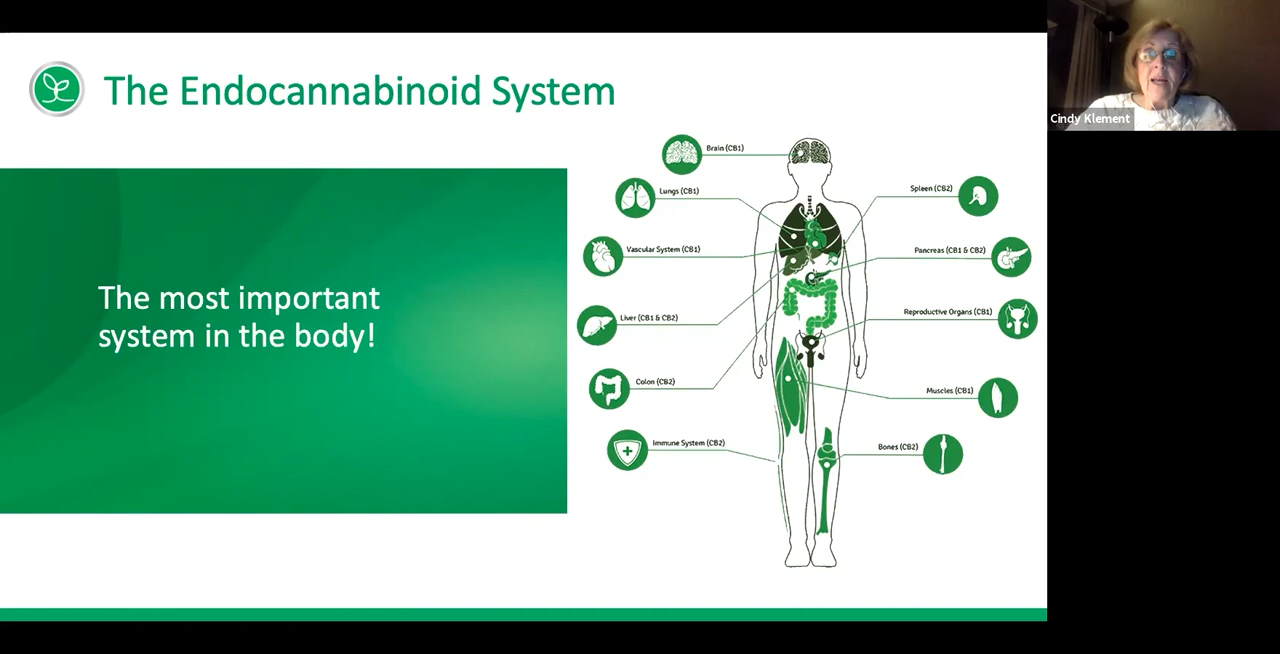 The Endocannabinoid System
Cindy Klement
The most important
system in the body!
Brain (CB1)
Lungs (CB1)
Vascular System (CB1)
Liver (CB1 & CB2)
Colon (CB2)
Immune System (CB2)
Spleen (CB2)
Pancreas (CB1 & CB2)
Reproductive Organs (CB1)
Muscles (CB1)
Bones (CB2)